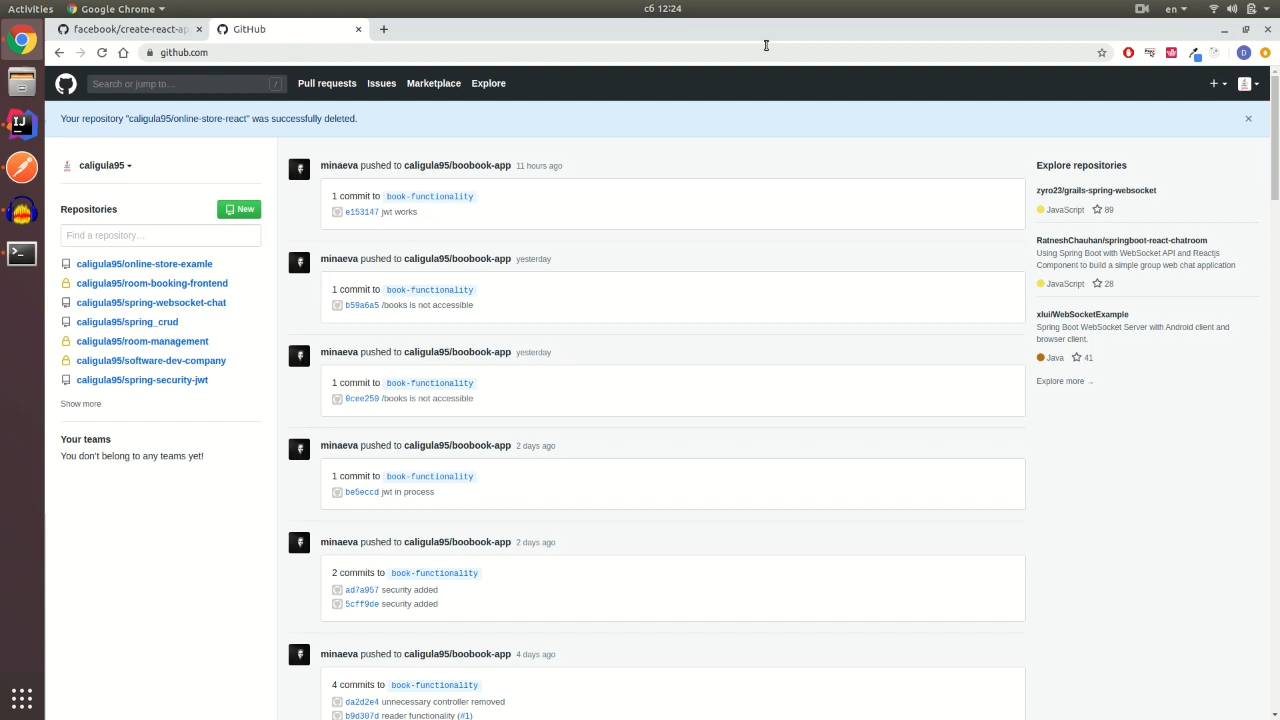 Activities
Google Chrome
сб 12:24
en
facebook/create-react-ap
GitHub
github.com
D
Search or jump to…
/
Pull requests
Issues
Marketplace
Explore
Your repository "caligula95/online-store-react" was successfully deleted.
caligula95
Repositories
New
Find a repository…
caligula95/online-store-examle
caligula95/room-booking-frontend
caligula95/spring-websocket-chat
caligula95/spring_crud
caligula95/room-management
caligula95/software-dev-company
caligula95/spring-security-jwt
Show more
Your teams
You don't belong to any teams yet!
minaeva pushed to caligula95/boobook-app 11 hours ago
1 commit to book-functionality
e153147 jwt works
minaeva pushed to caligula95/boobook-app yesterday
1 commit to book-functionality
b59a6a5 /books is not accessible
minaeva pushed to caligula95/boobook-app yesterday
1 commit to book-functionality
0cee250 /books is not accessible
minaeva pushed to caligula95/boobook-app 2 days ago
1 commit to book-functionality
be5eccd jwt in process
minaeva pushed to caligula95/boobook-app 2 days ago
2 commits to book-functionality
ad7a957 security added
5cff9de security added
minaeva pushed to caligula95/boobook-app 4 days ago
4 commits to book-functionality
da2d2e4 unnecessary controller removed
b9d307d reader functionality (#1)
Explore repositories
zyro23/grails-spring-websocket
JavaScript 89
RatneshChauhan/springboot-react-chatroom
Using Spring Boot with WebSocket API and Reactjs
Component to build a simple group web chat application
JavaScript 28
xlui/WebSocketExample
Spring Boot WebSocket Server with Android client and
browser client.
Java 41
Explore more →
IJ